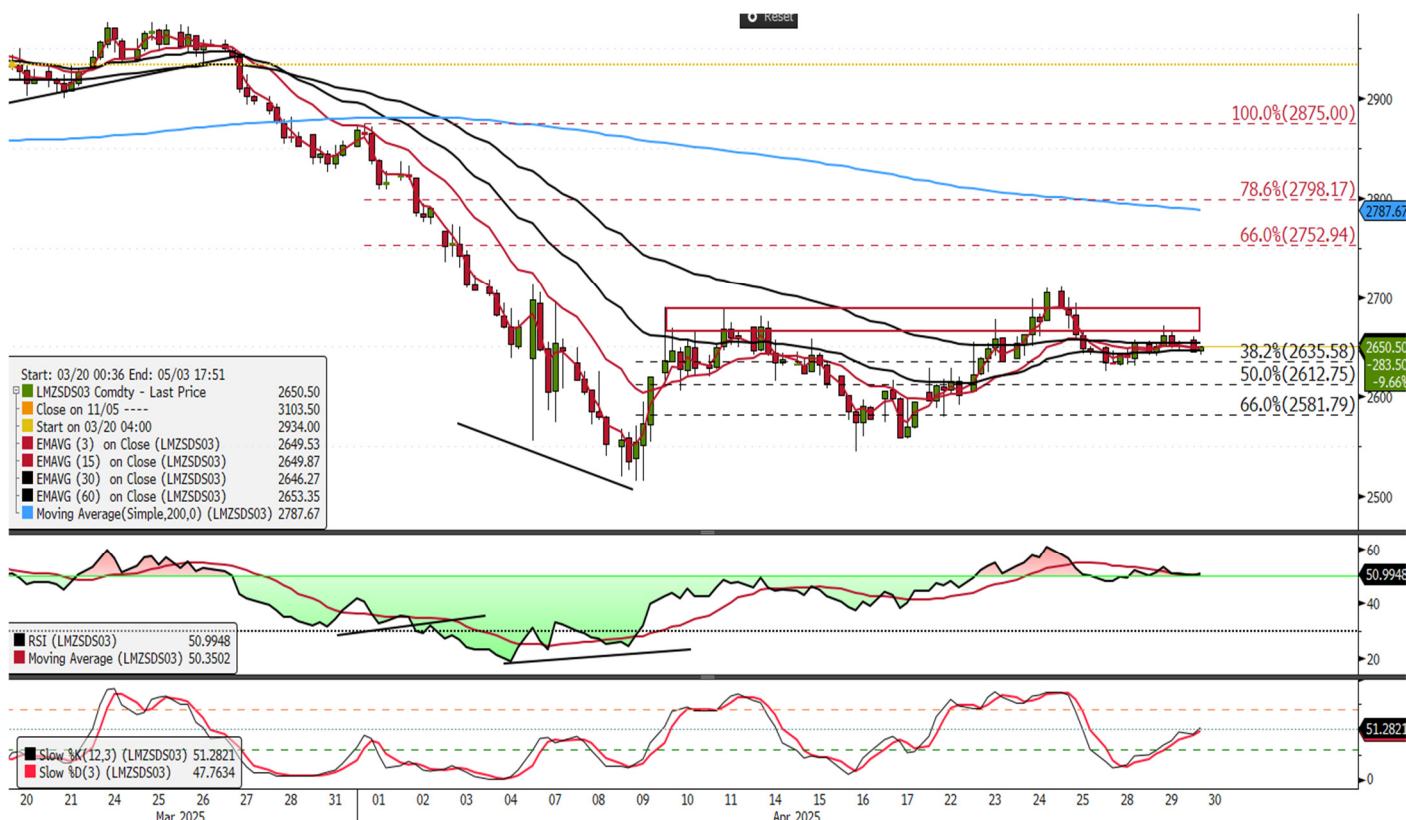 Reset
100.0%(2875.00)
78.6%(2798.17)
66.0%(2752.94)
38.2%(2635.58)
50.0%(2612.75)
66.0%(2581.79)
2900
2800
2787.67
2700
2650.50
-283.50
-9.66%
2600
2500
Start: 03/20 00:36 End: 05/03 17:51
LMZSDS03 Comdty - Last Price 2650.50
Close on 11/05 ---- 3103.50
Start on 03/20 04:00 2934.00
EMAVG (3) on Close (LMZSDS03) 2649.53
EMAVG (15) on Close (LMZSDS03) 2649.87
EMAVG (30) on Close (LMZSDS03) 2646.27
EMAVG (60) on Close (LMZSDS03) 2653.35
Moving Average(Simple,200,0) (LMZSDS03) 2787.67
60
50.9948
40
20
RSI (LMZSDS03) 50.9948
Moving Average (LMZSDS03) 50.3502
51.2821
0
Slow %K(12,3) (LMZSDS03) 51.2821
Slow %D(3) (LMZSDS03) 47.7634
20 21 24 25 26 27 28 31 01 02 03 04 07 08 09 10 11 14 15 16 17 22 23 24 25 28 29 30
Mar 2025 Apr 2025